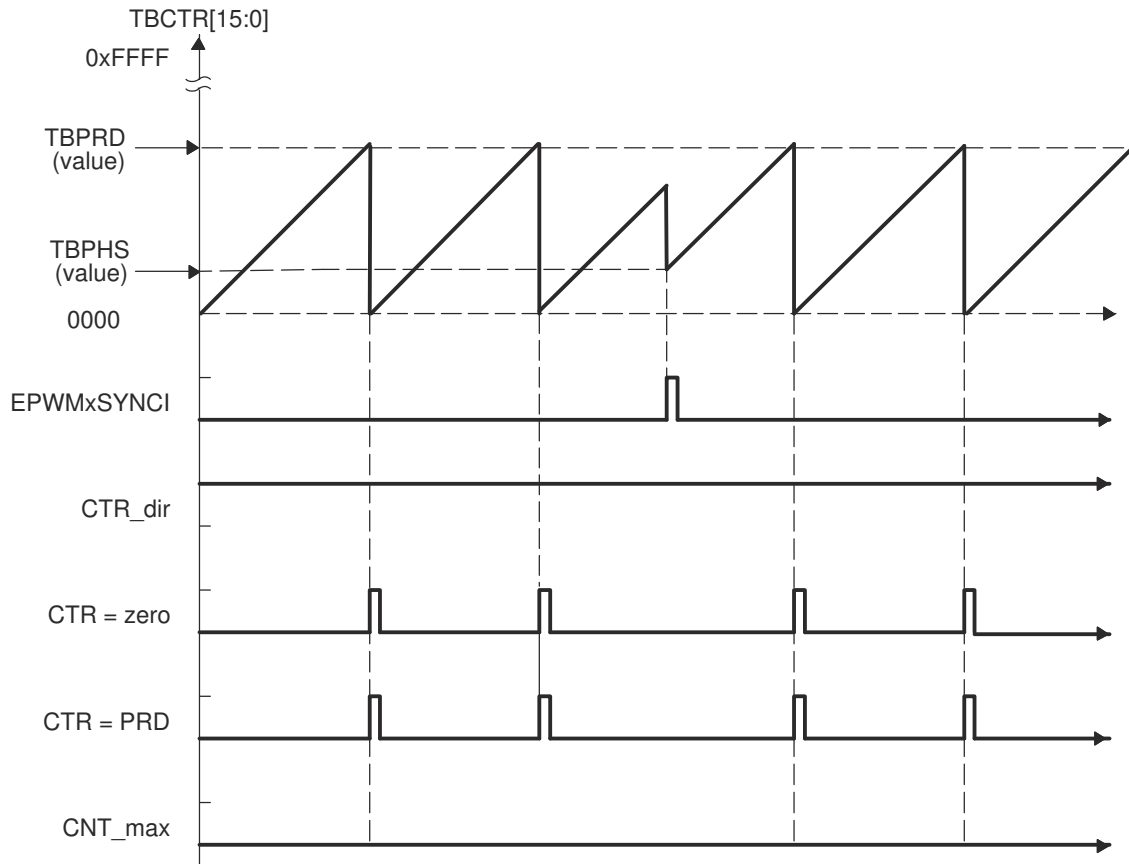 TBCTR[15:0]
0xFFFF
TBPRD
(value)
TBPHS
(value)
0000
EPWMxSYNCI
CTR_dir
CTR = zero
CTR = PRD
CNT_max